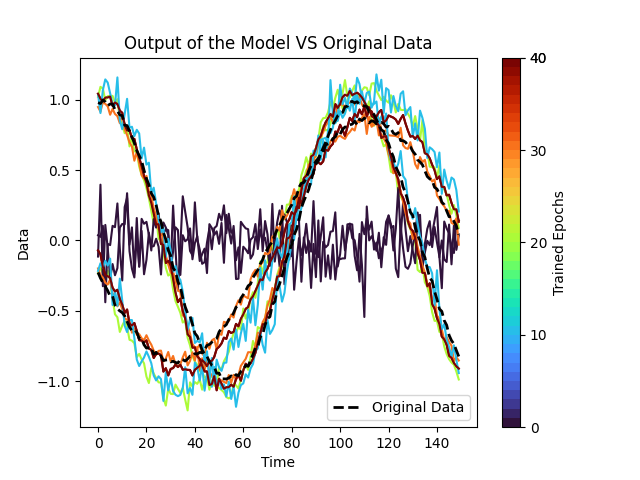 Output of the Model VS Original Data
Data
1.0
0.5
0.0
−0.5
−1.0
0 20 40 60 80 100 120 140
Time
Original Data
40
30
20
10
0
Trained Epochs